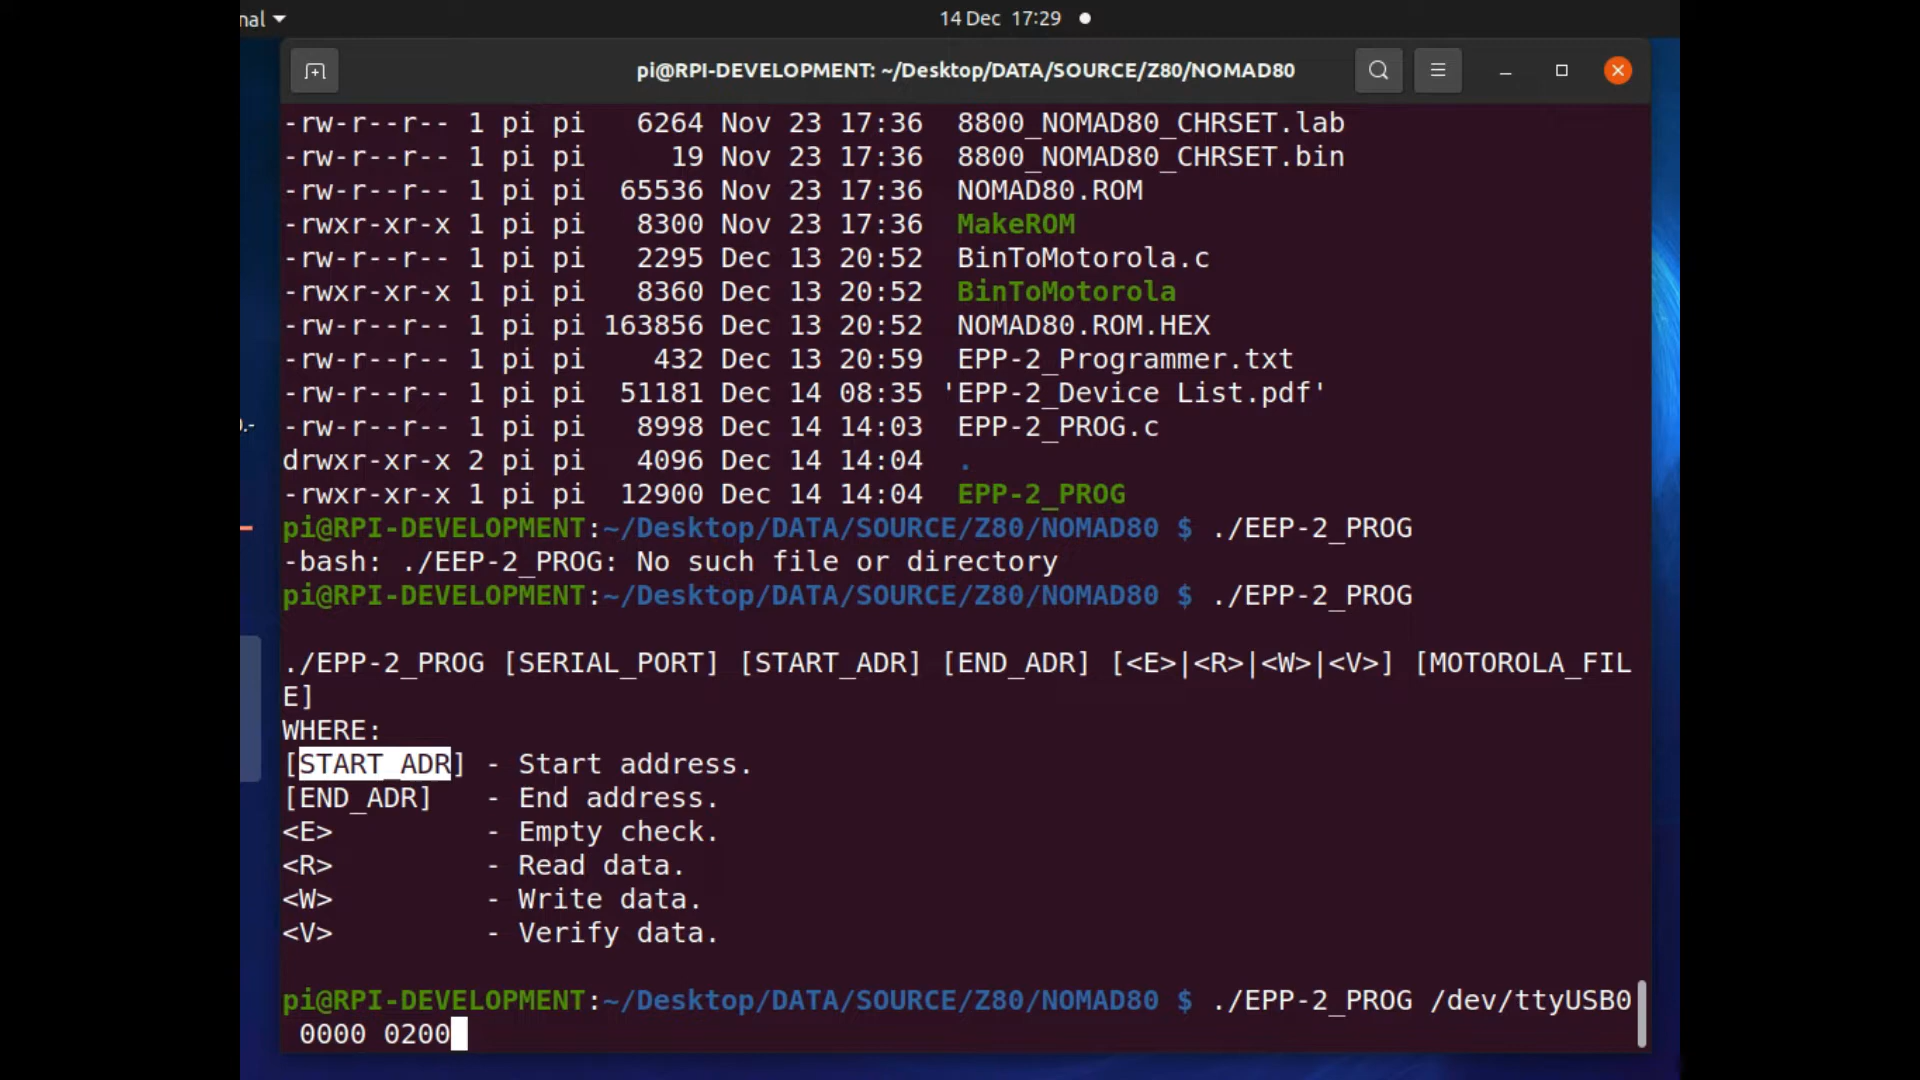 nal
14 Dec 17:29
pi@RPI-DEVELOPMENT: ~/Desktop/DATA/SOURCE/Z80/NOMAD80
-rw-r--r-- 1 pi pi 6264 Nov 23 17:36 8800_NOMAD80_CHRSET.lab
-rw-r--r-- 1 pi pi 19 Nov 23 17:36 8800_NOMAD80_CHRSET.bin
-rw-r--r-- 1 pi pi 65536 Nov 23 17:36 NOMAD80.ROM
-rwxr-xr-x 1 pi pi 8300 Nov 23 17:36 MakeROM
-rw-r--r-- 1 pi pi 2295 Dec 13 20:52 BinToMotorola.c
-rwxr-xr-x 1 pi pi 8360 Dec 13 20:52 BinToMotorola
-rw-r--r-- 1 pi pi 163856 Dec 13 20:52 NOMAD80.ROM.HEX
-rw-r--r-- 1 pi pi 432 Dec 13 20:59 EPP-2_Programmer.txt
-rw-r--r-- 1 pi pi 51181 Dec 14 08:35 'EPP-2_Device List.pdf'
-rw-r--r-- 1 pi pi 8998 Dec 14 14:03 EPP-2_PROG.c
drwxr-xr-x 2 pi pi 4096 Dec 14 14:04 .
-rwxr-xr-x 1 pi pi 12900 Dec 14 14:04 EPP-2_PROG
pi@RPI-DEVELOPMENT:~/Desktop/DATA/SOURCE/Z80/NOMAD80 $ ./EEP-2_PROG
-bash: ./EEP-2_PROG: No such file or directory
pi@RPI-DEVELOPMENT:~/Desktop/DATA/SOURCE/Z80/NOMAD80 $ ./EPP-2_PROG
./EPP-2_PROG [SERIAL_PORT] [START_ADR] [END_ADR] [<E>|<R>|<W>|<V>] [MOTOROLA_FIL
E]
WHERE:
[START_ADR] - Start address.
[END_ADR] - End address.
<E> - Empty check.
<R> - Read data.
<W> - Write data.
<V> - Verify data.
pi@RPI-DEVELOPMENT:~/Desktop/DATA/SOURCE/Z80/NOMAD80 $ ./EPP-2_PROG /dev/ttyUSB0
0000 0200